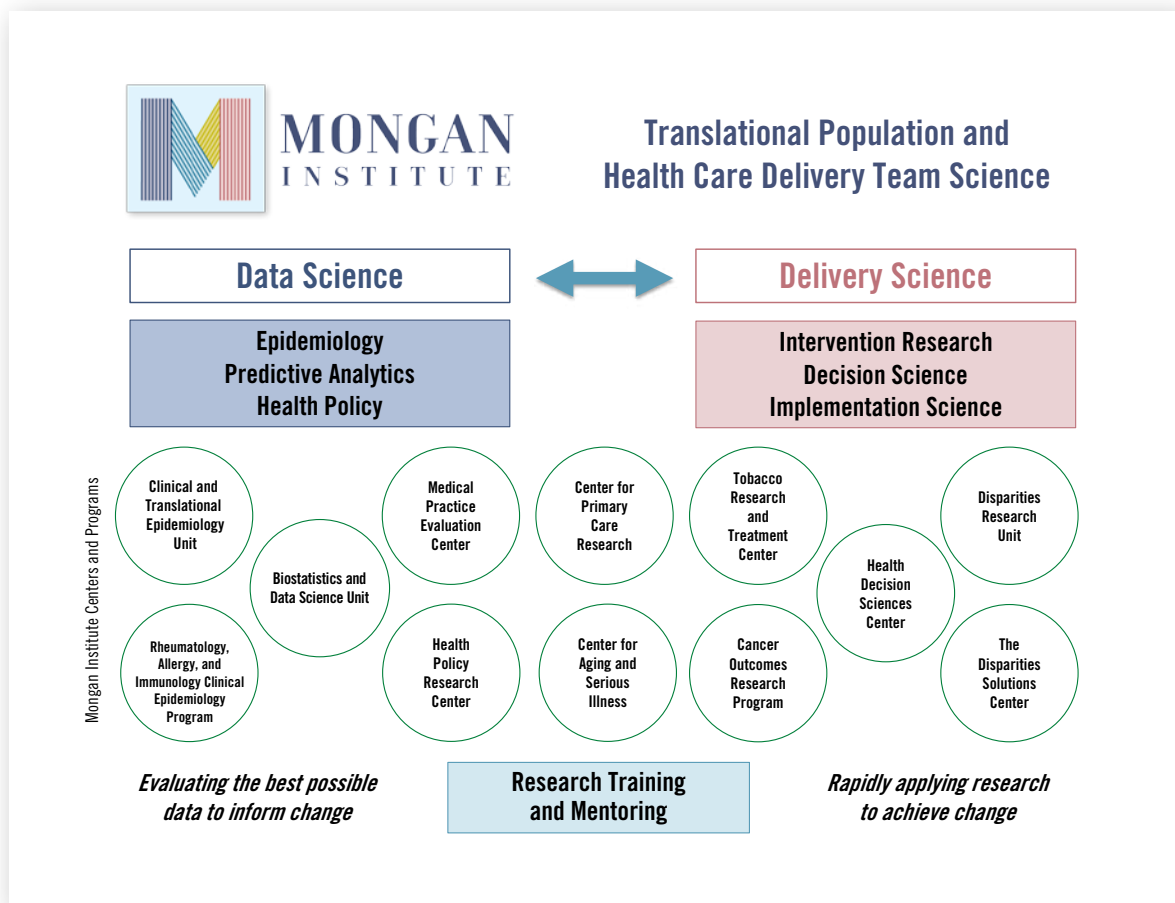 MONGAN
INSTITUTE
Translational Population and
Health Care Delivery Team Science
Data Science
Delivery Science
Epidemiology
Predictive Analytics
Health Policy
Intervention Research
Decision Science
Implementation Science
Mongan Institute Centers and Programs
Clinical and
Translational
Epidemiology
Unit
Biostatistics and
Data Science Unit
Rheumatology,
Allergy, and
Immunology Clinical
Epidemiology
Program
Medical
Practice
Evaluation
Center
Health
Policy
Research
Center
Center for
Primary
Care
Research
Center for
Aging and
Serious
Illness
Tobacco
Research
and
Treatment
Center
Cancer
Outcomes
Research
Program
Health
Decision
Sciences
Center
Disparities
Research
Unit
The
Disparities
Solutions
Center
Evaluating the best possible
data to inform change
Research Training
and Mentoring
Rapidly applying research
to achieve change